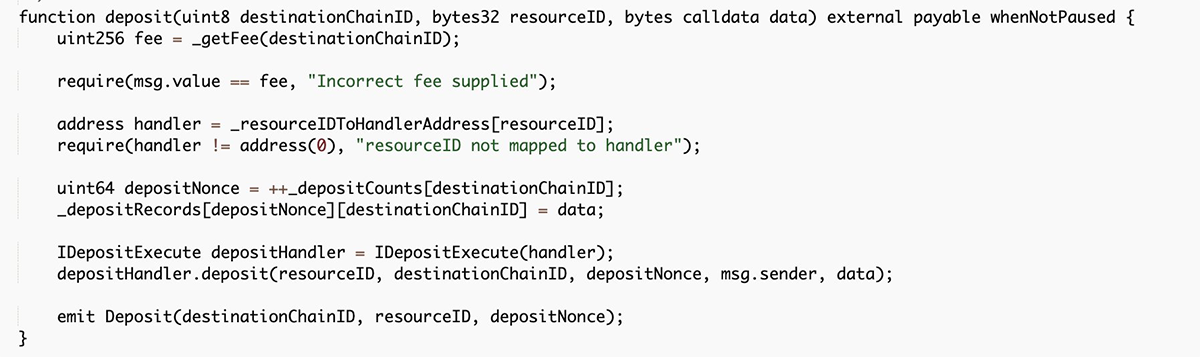 function deposit(uint8 destinationChainID, bytes32 resourceID, bytes calldata data) external payable whenNotPaused {
    uint256 fee = _getFee(destinationChainID);

    require(msg.value == fee, "Incorrect fee supplied");

    address handler = _resourceIDToHandlerAddress[resourceID];
    require(handler != address(0), "resourceID not mapped to handler");

    uint64 depositNonce = ++_depositCounts[destinationChainID];
    _depositRecords[depositNonce][destinationChainID] = data;

    IDepositExecute depositHandler = IDepositExecute(handler);
    depositHandler.deposit(resourceID, destinationChainID, depositNonce, msg.sender, data);

    emit Deposit(destinationChainID, resourceID, depositNonce);
}